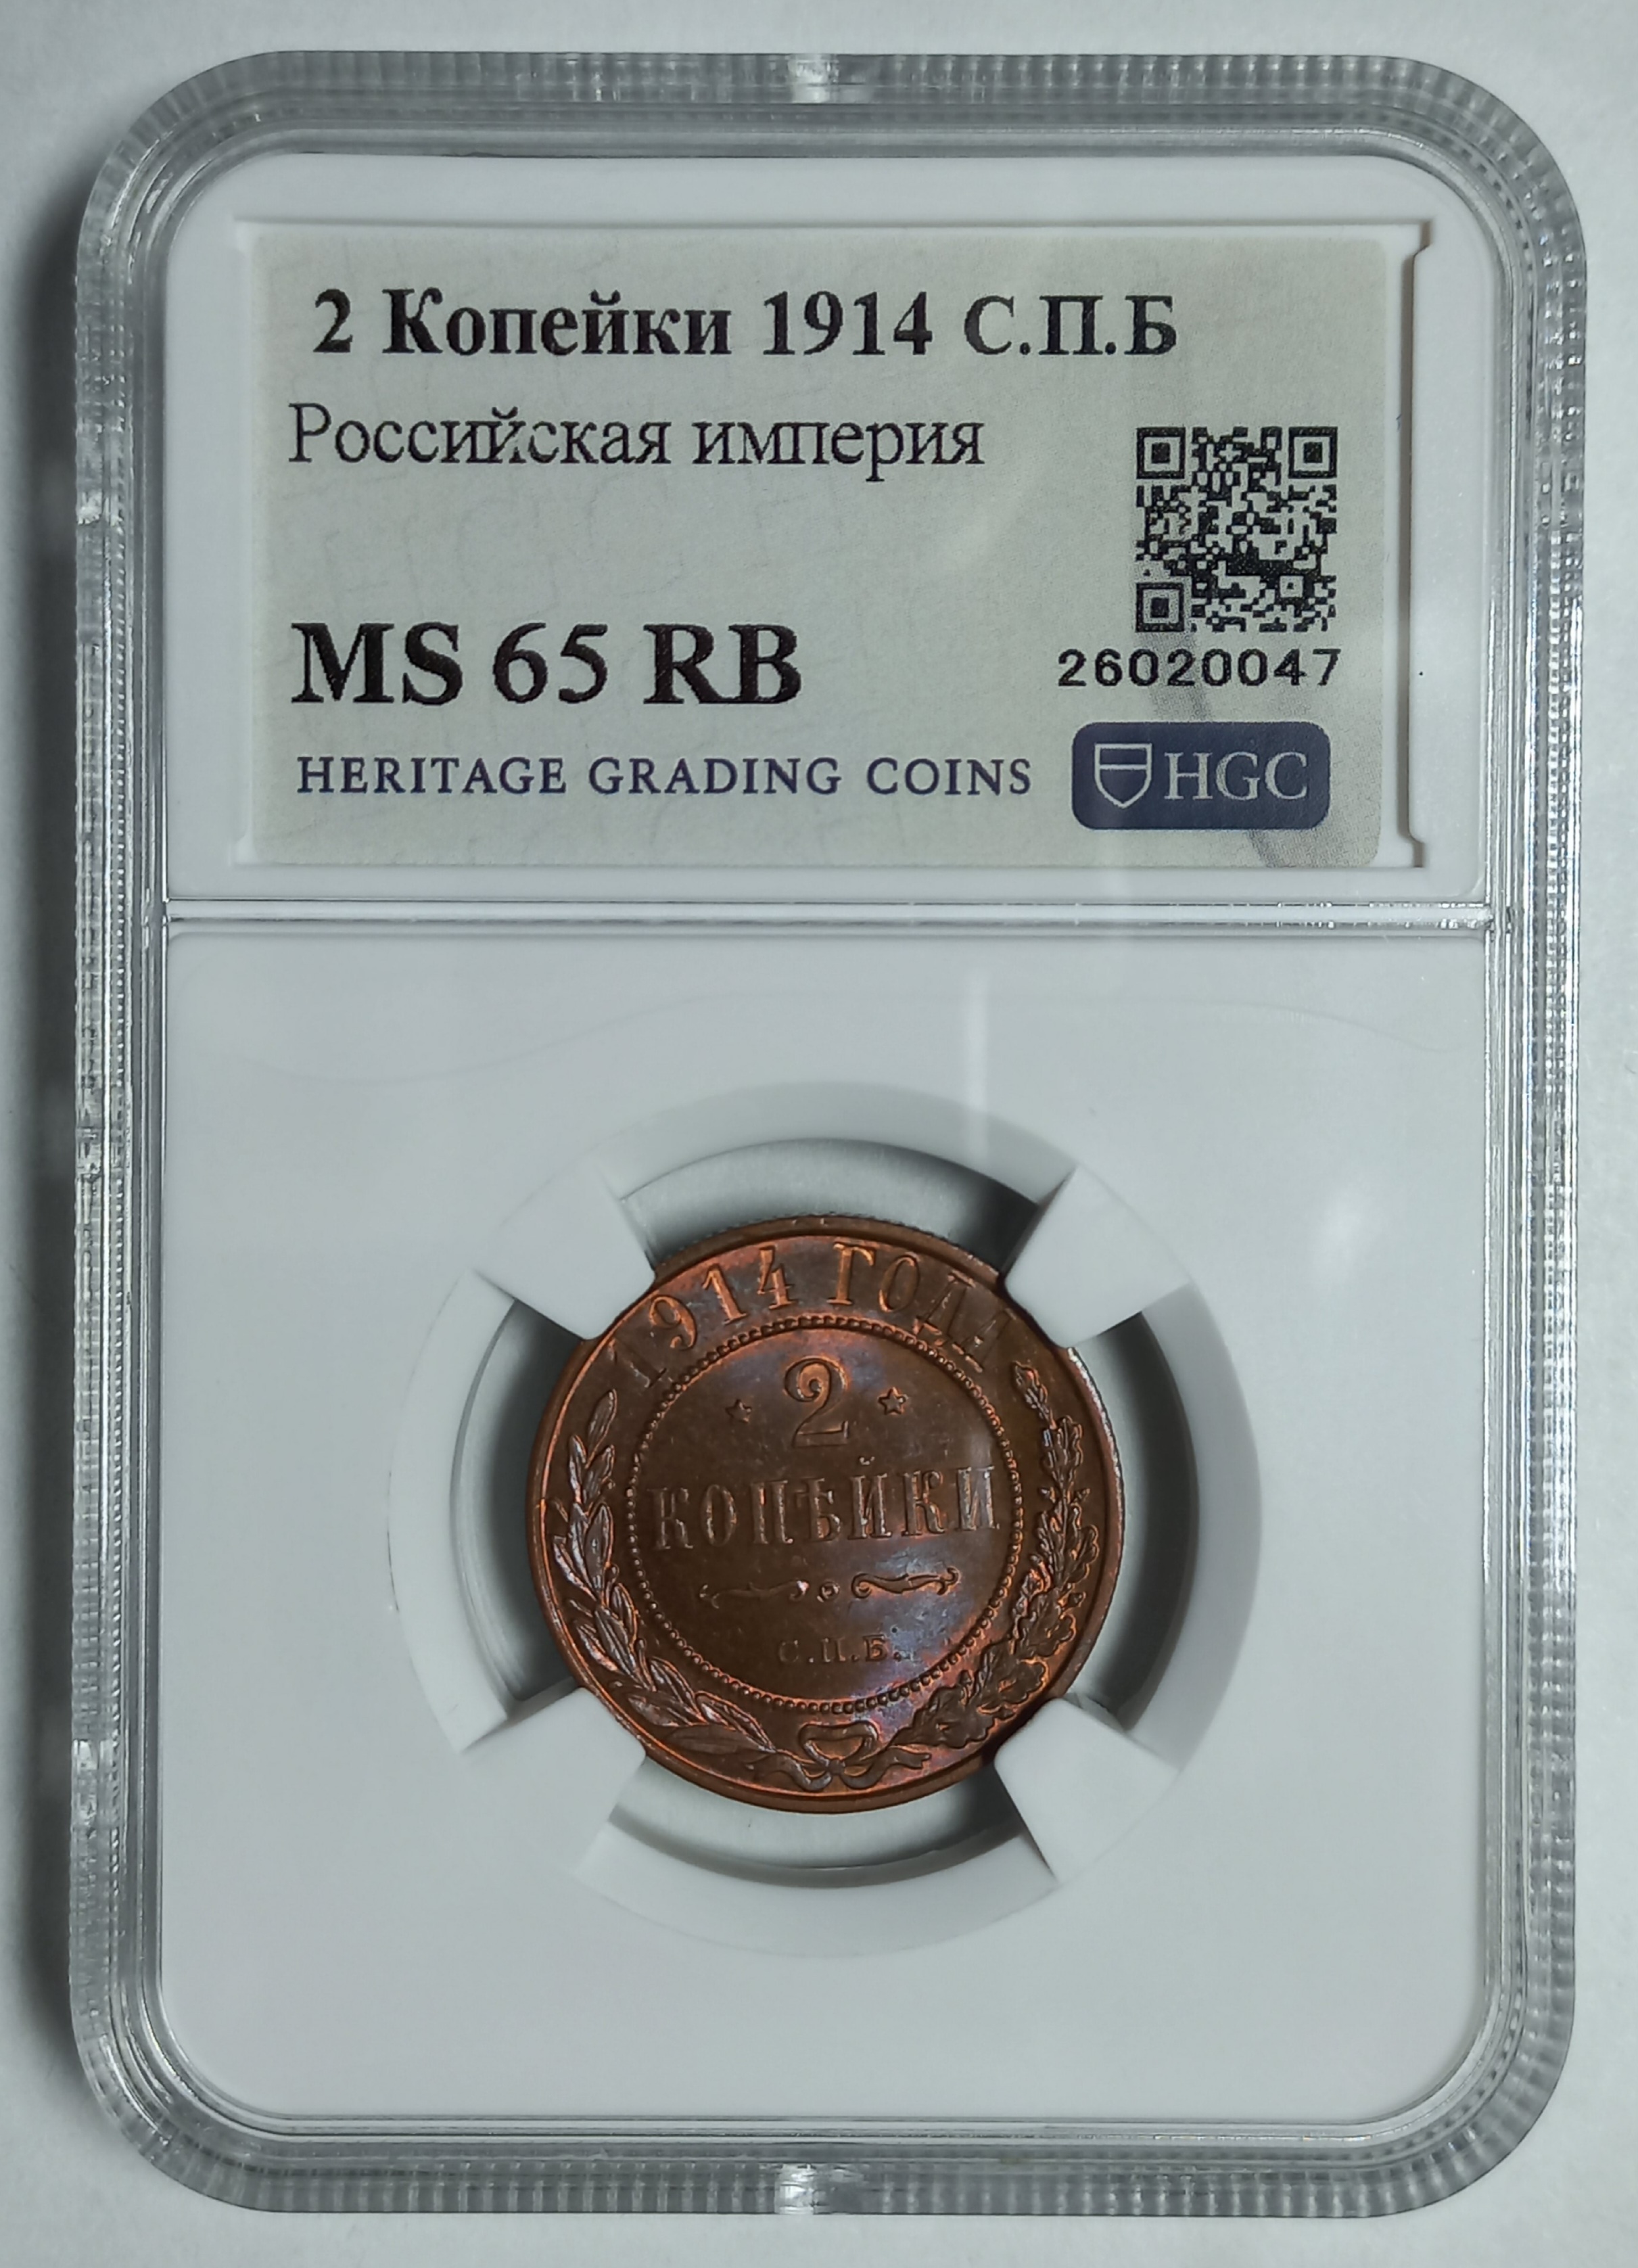 2 Копейки 1914 С.П.Б
Российская империя
MS 65 RB
26020047
HERITAGE GRADING COINS
HGC
1914 ГОДА
2
КОПѢЙКИ
С.П.Б.